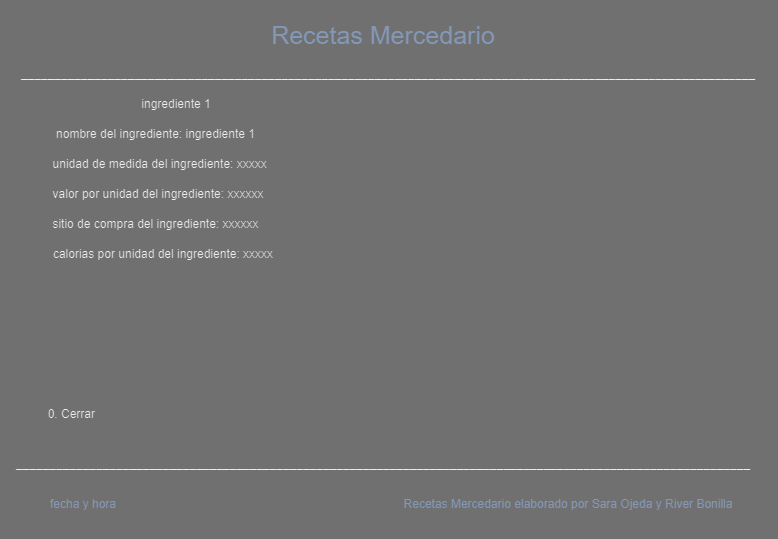 Recetas Mercedario
ingrediente 1
nombre del ingrediente: ingrediente 1
unidad de medida del ingrediente: xxxxx
valor por unidad del ingrediente: xxxxxx
sitio de compra del ingrediente: xxxxxx
calorias por unidad del ingrediente: xxxxx
0. Cerrar
fecha y hora Recetas Mercedario elaborado por Sara Ojeda y River Bonilla